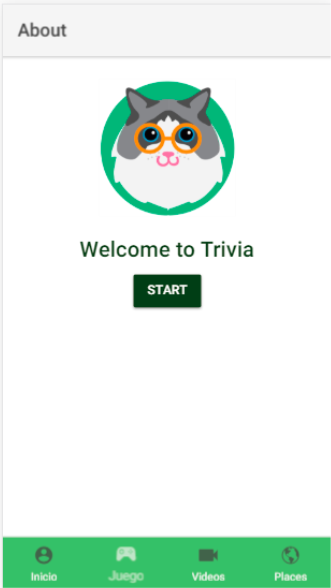 About
Welcome to Trivia
START
Inicio Juego Videos Places